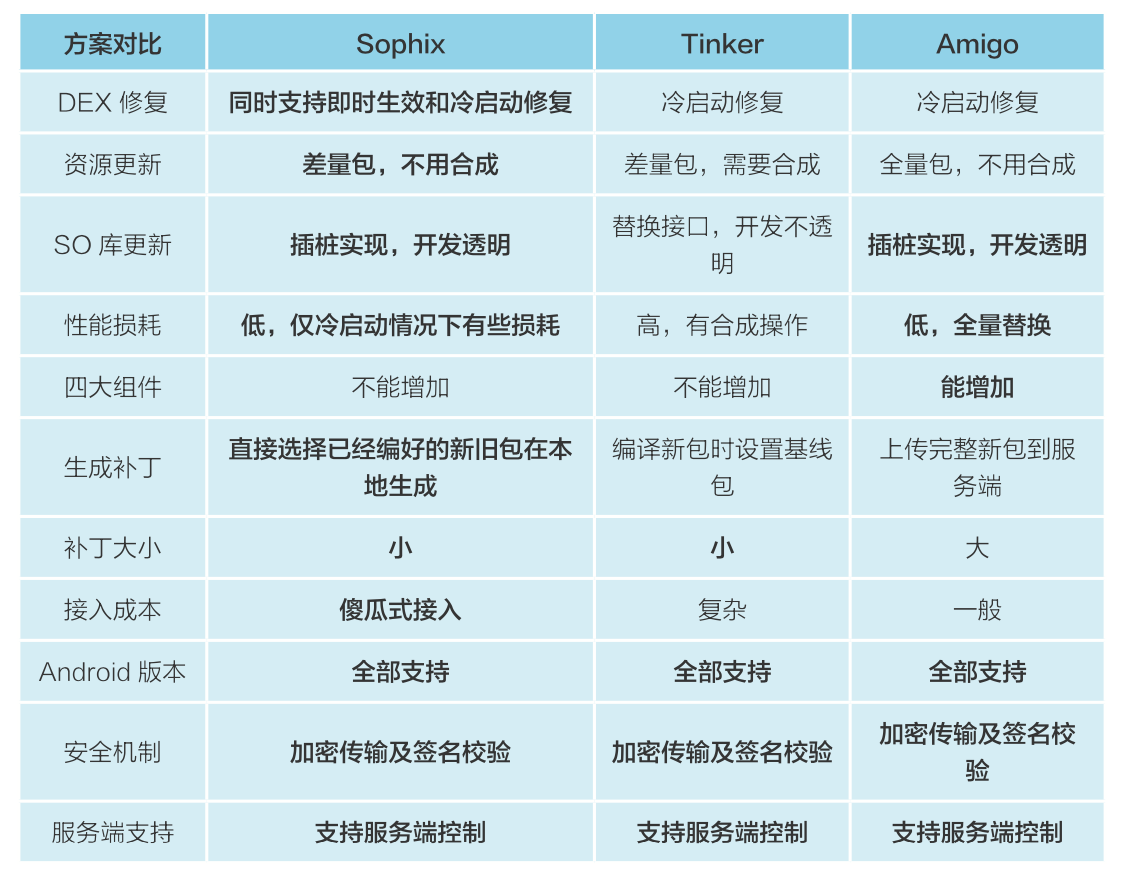 方案对比 Sophix Tinker Amigo
DEX 修复 同时支持即时生效和冷启动修复 冷启动修复 冷启动修复
资源更新 差量包，不用合成 差量包，需要合成 全量包，不用合成
SO 库更新 插桩实现，开发透明 替换接口，开发不透
明 插桩实现，开发透明
性能损耗 低，仅冷启动情况下有些损耗 高，有合成操作 低，全量替换
四大组件 不能增加 不能增加 能增加
生成补丁 直接选择已经编好的新旧包在本
地生成 编译新包时设置基线
包 上传完整新包到服
务端
补丁大小 小 小 大
接入成本 傻瓜式接入 复杂 一般
Android 版本 全部支持 全部支持 全部支持
安全机制 加密传输及签名校验 加密传输及签名校验 加密传输及签名校
验
服务端支持 支持服务端控制 支持服务端控制 支持服务端控制